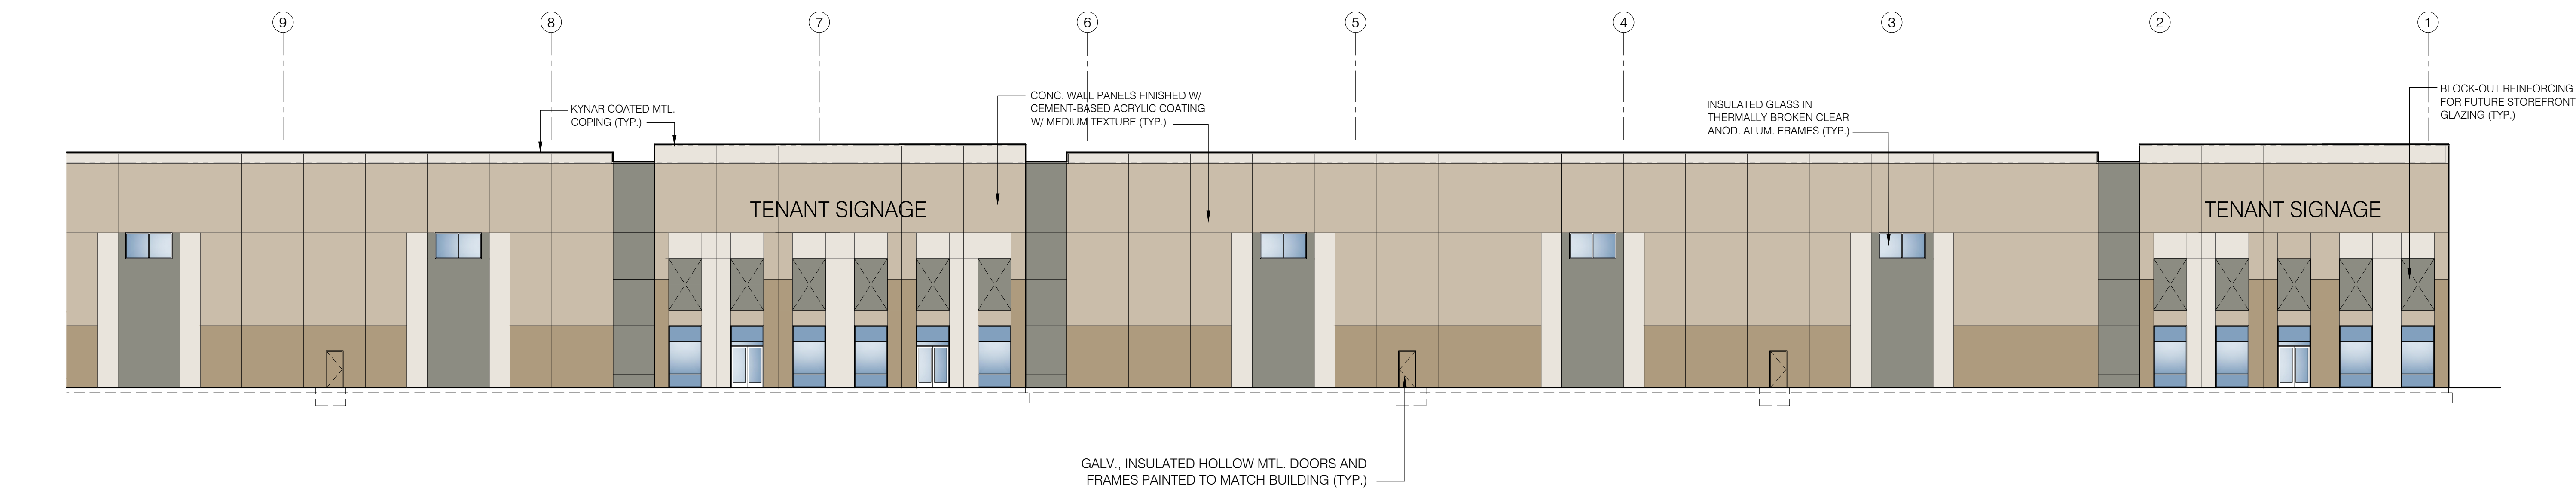 9 8 7 6 5 4 3 2 1
KYNAR COATED MTL.
COPING (TYP.)
CONC. WALL PANELS FINISHED W/
CEMENT-BASED ACRYLIC COATING
W/ MEDIUM TEXTURE (TYP.)
INSULATED GLASS IN
THERMALLY BROKEN CLEAR
ANOD. ALUM. FRAMES (TYP.)
BLOCK-OUT REINFORCING
FOR FUTURE STOREFRONT
GLAZING (TYP.)
TENANT SIGNAGE
TENANT SIGNAGE
GALV., INSULATED HOLLOW MTL. DOORS AND
FRAMES PAINTED TO MATCH BUILDING (TYP.)